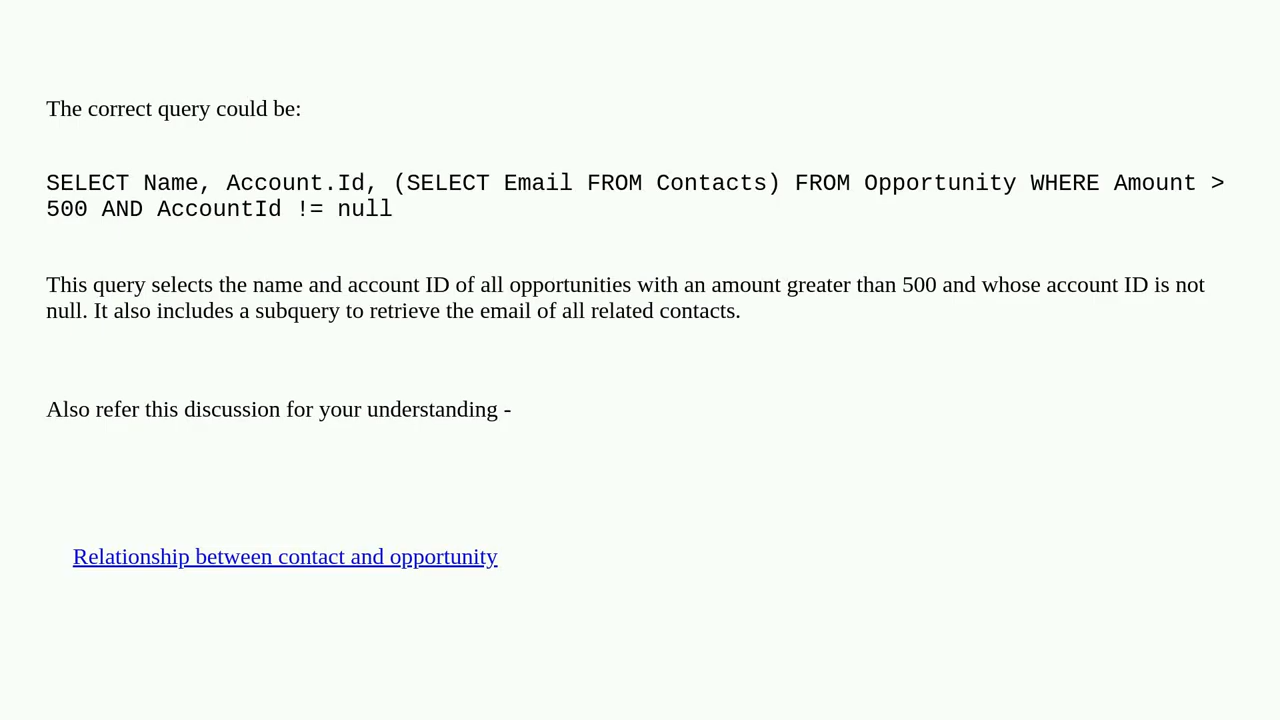 The correct query could be:
SELECT Name, Account.Id, (SELECT Email FROM Contacts) FROM Opportunity WHERE Amount >
500 AND AccountId != null
This query selects the name and account ID of all opportunities with an amount greater than 500 and whose account ID is not
null. It also includes a subquery to retrieve the email of all related contacts.
Also refer this discussion for your understanding -
Relationship between contact and opportunity